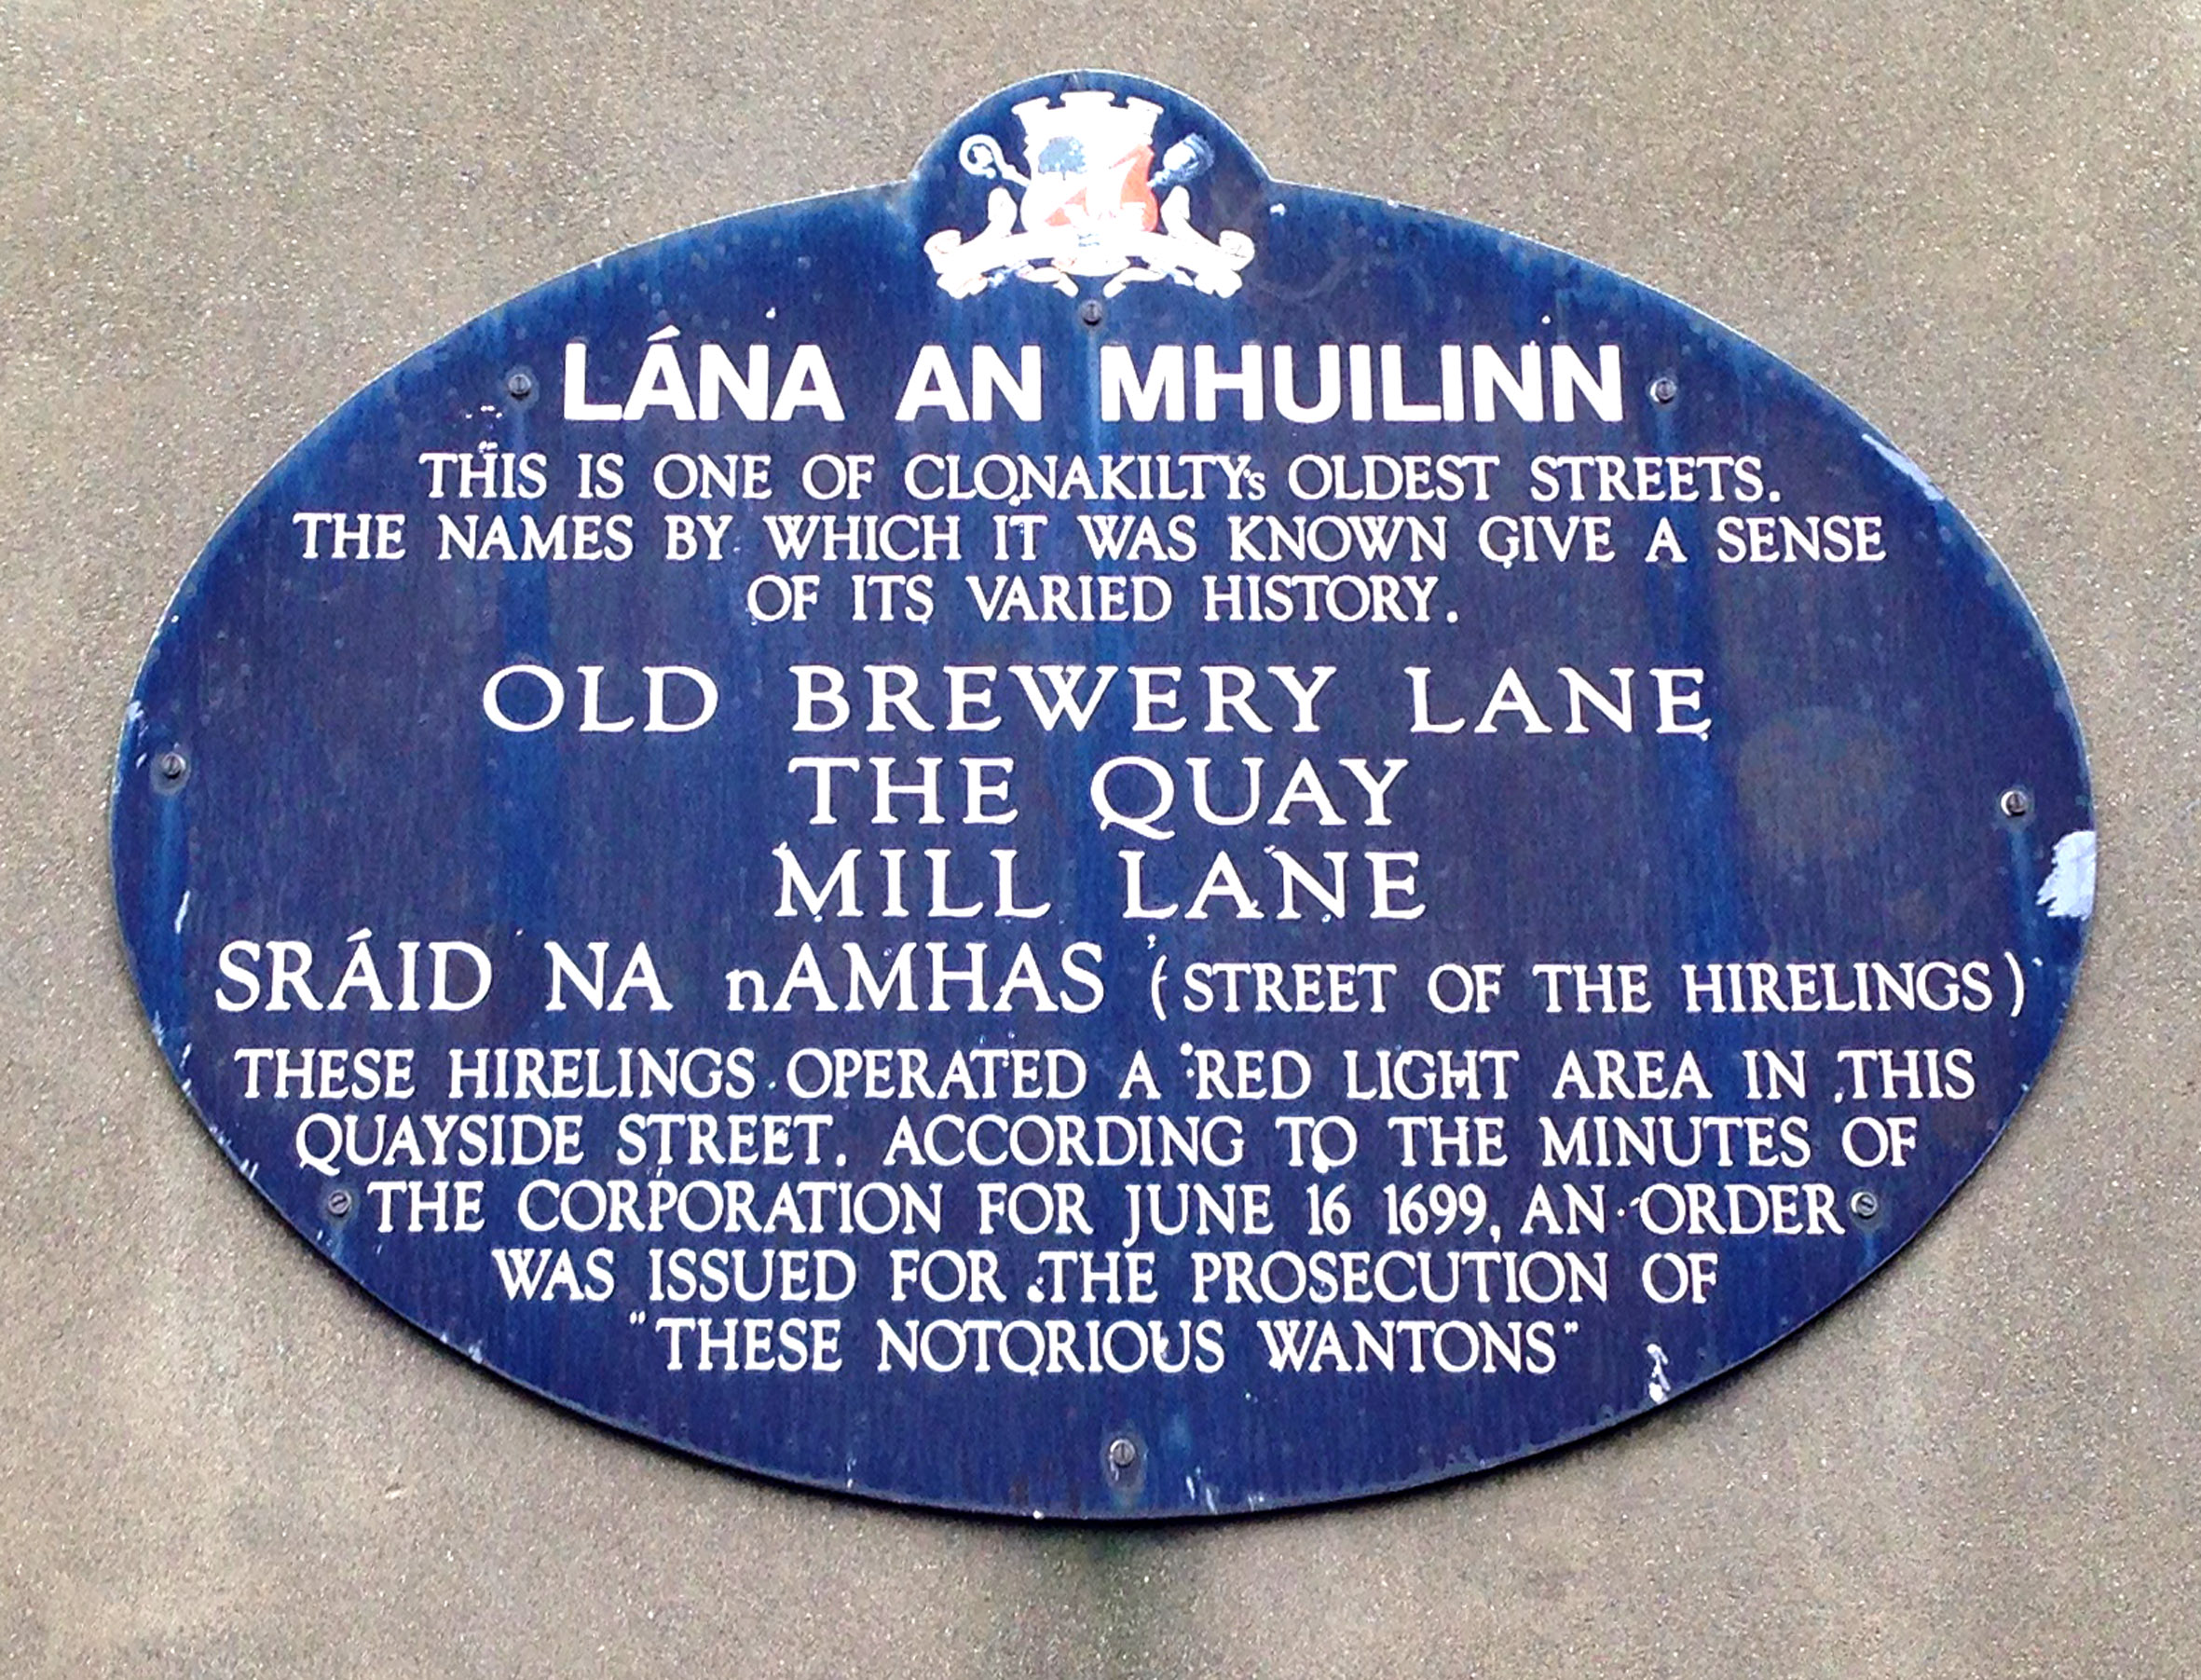 LÁNA AN MHUILINN
THIS IS ONE OF CLONAKILTYs OLDEST STREETS.
THE NAMES BY WHICH IT WAS KNOWN GIVE A SENSE
OF ITS VARIED HISTORY.
OLD BREWERY LANE
THE QUAY
MILL LANE
SRÁID NA nAMHAS (STREET OF THE HIRELINGS)
THESE HIRELINGS OPERATED A RED LIGHT AREA IN THIS
QUAYSIDE STREET. ACCORDING TO THE MINUTES OF
THE CORPORATION FOR JUNE 16 1699, AN ORDER
WAS ISSUED FOR THE PROSECUTION OF
"THESE NOTORIOUS WANTONS"